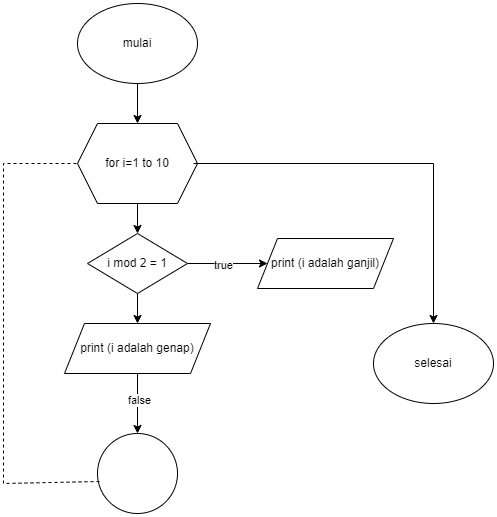 mulai
for i=1 to 10
i mod 2 = 1
true
print (i adalah ganjil)
print (i adalah genap)
selesai
false